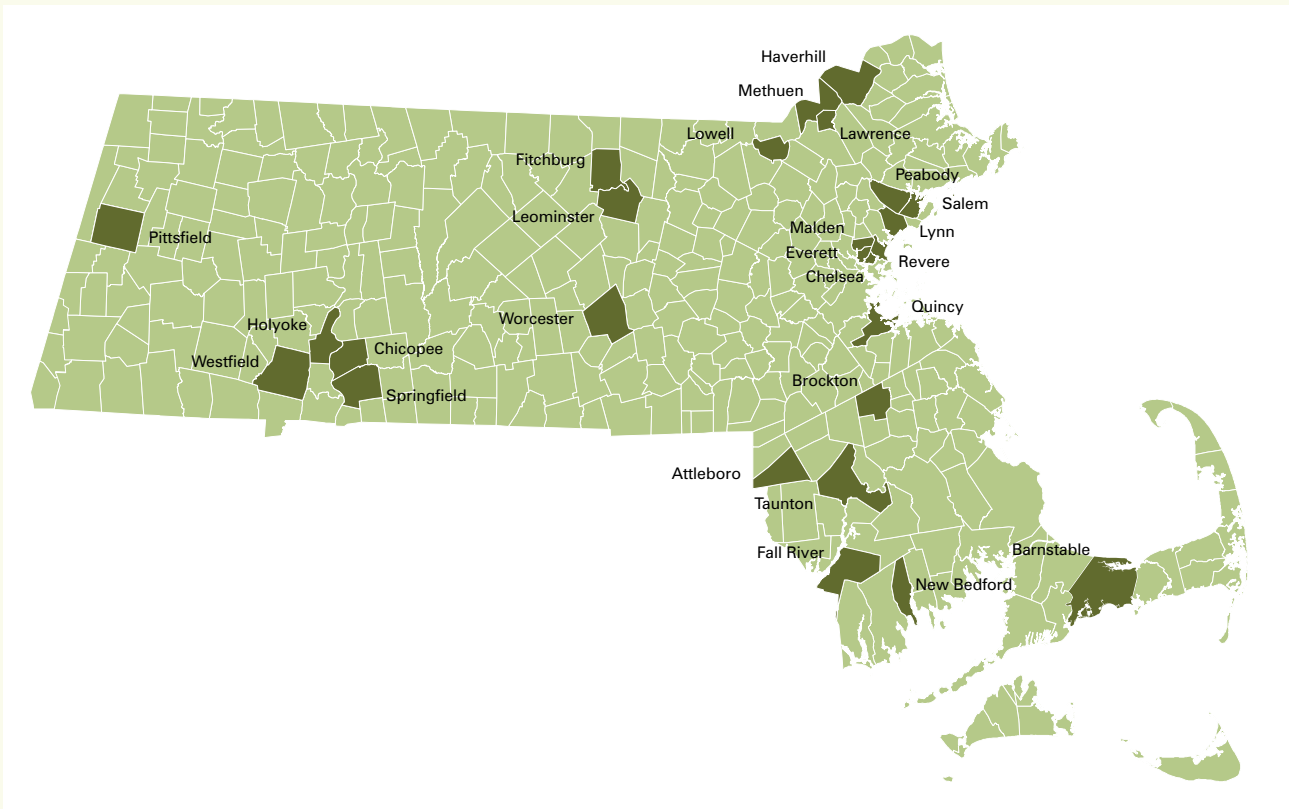 Haverhill
Methuen
Lowell
Lawrence
Fitchburg
Peabody
Leominster
Salem
Malden
Lynn
Pittsfield
Everett
Revere
Chelsea
Quincy
Holyoke
Worcester
Chicopee
Westfield
Brockton
Springfield
Attleboro
Taunton
Fall River
Barnstable
New Bedford